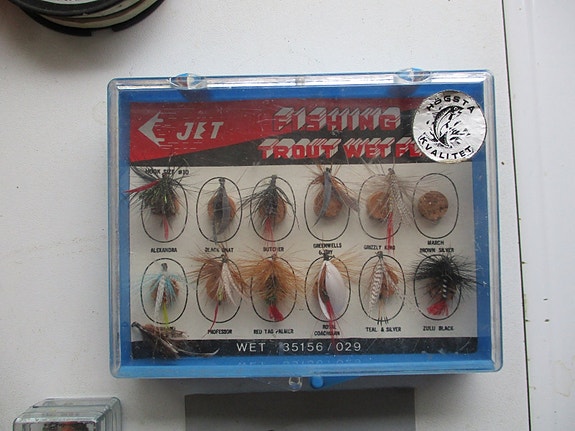 JET
FISHING
TROUT WET FL
HÖGSTA
KVALITET
HOOK SIZE #10
ALEXANDRA
BLACK GNAT
BUTCHER
GREENWELLS
GRIZZLY KING
MARCH
BROWN SILVER
PROFESSOR
RED TAG PALMER
ROYAL
COACHMAN
TEAL & SILVER
ZULU BLACK
WET 35156/029